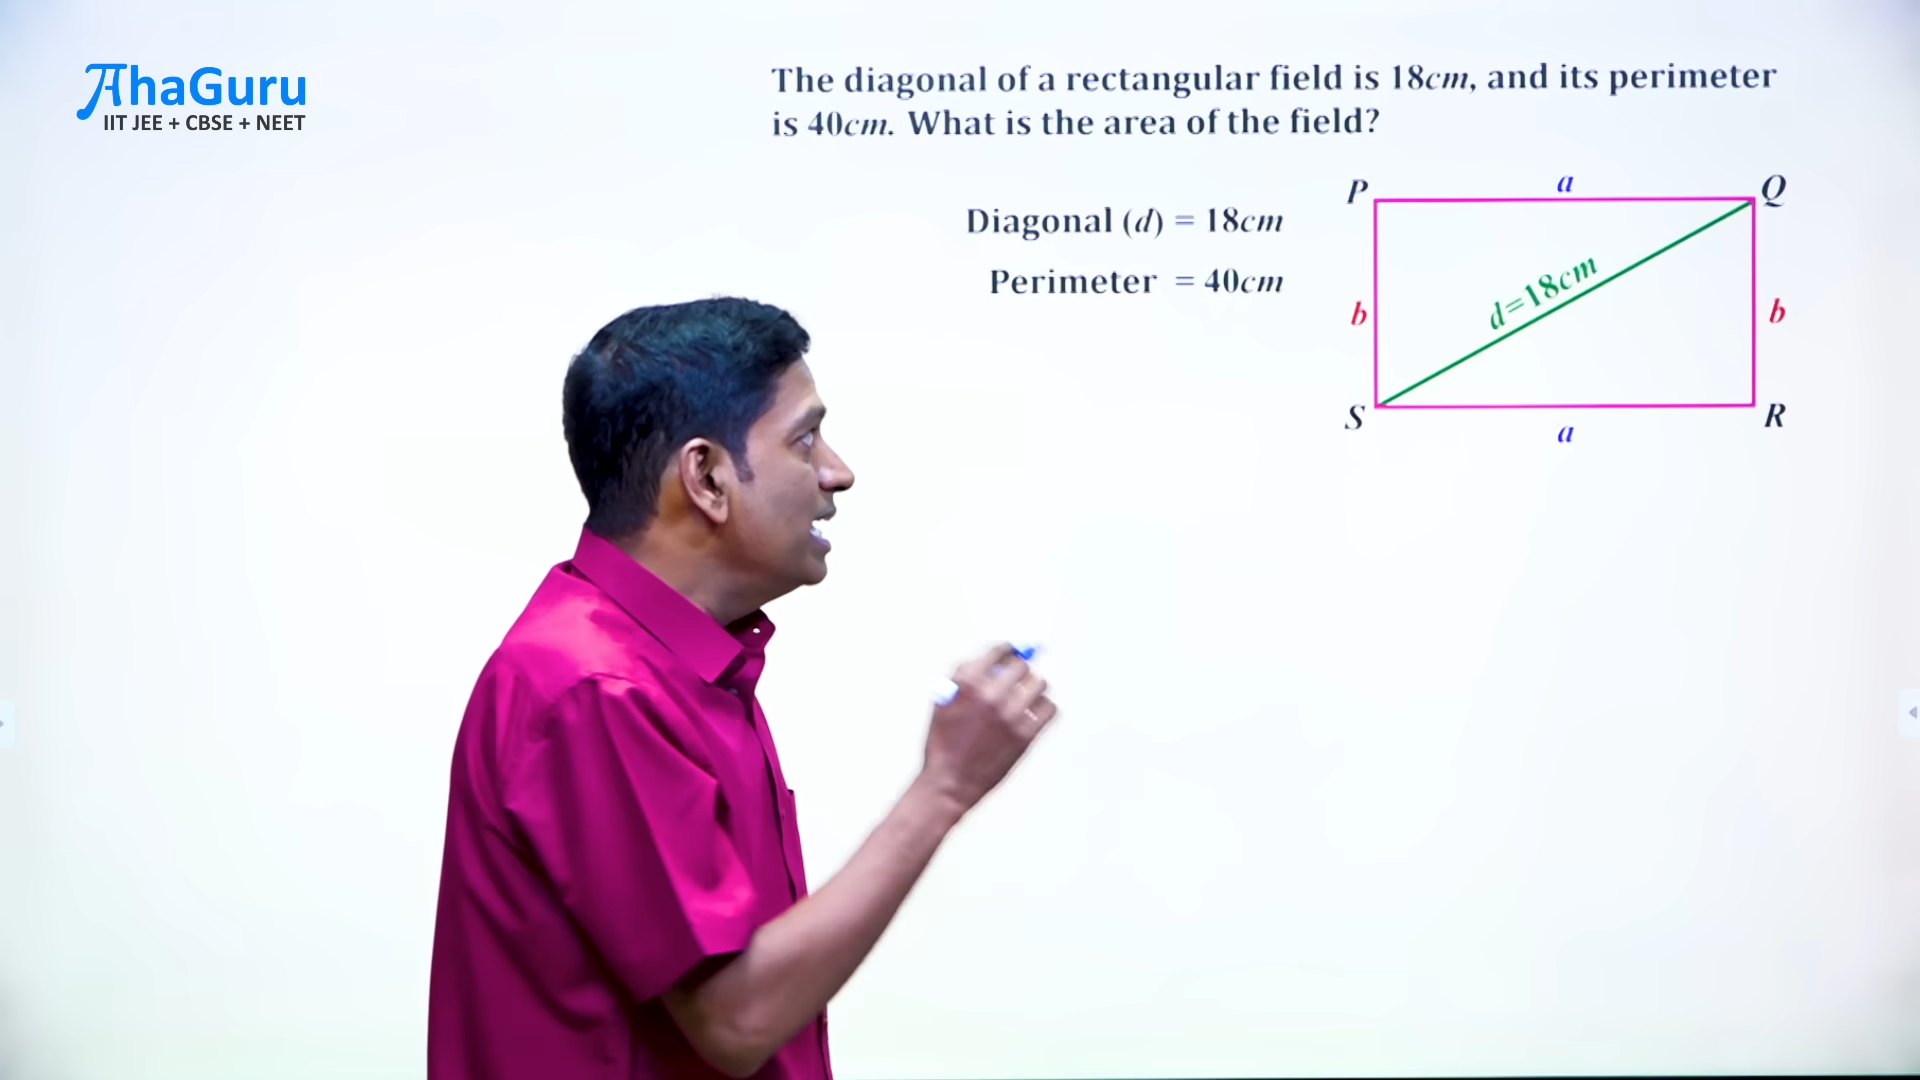 AhaGuru
IIT JEE + CBSE + NEET
The diagonal of a rectangular field is 18cm, and its perimeter
is 40cm. What is the area of the field?
Diagonal (d) = 18cm
Perimeter = 40cm
P
a
Q
b
d=18cm
b
S
a
R